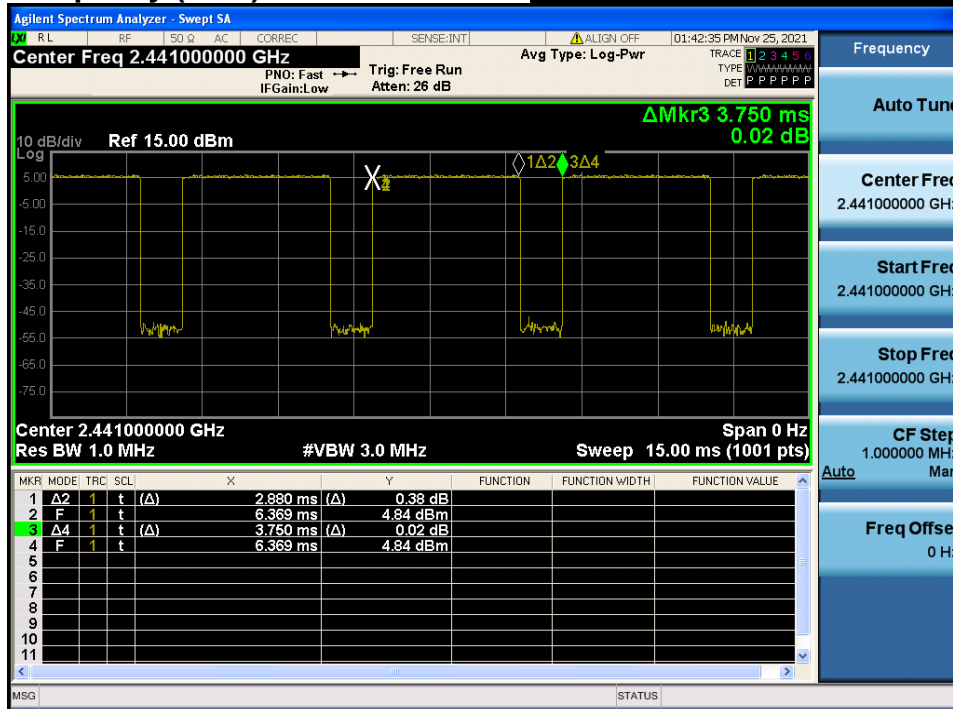 Agilent Spectrum Analyzer - Swept SA
LXI RL RF 50 Ω AC CORREC SENSE:INT ALIGN OFF 01:42:35 PM Nov 25, 2021
Center Freq 2.441000000 GHz
PNO: Fast
IFGain:Low
Trig: Free Run
Atten: 26 dB
Avg Type: Log-Pwr
TRACE 1 2 3 4 5 6
TYPE
DET P P P P P P
ΔMkr3 3.750 ms
0.02 dB
10 dB/div Ref 15.00 dBm
Log
1Δ2 3Δ4
X
5.00
-5.00
-15.0
-25.0
-35.0
-45.0
-55.0
-65.0
-75.0
Center 2.441000000 GHz Span 0 Hz
Res BW 1.0 MHz #VBW 3.0 MHz Sweep 15.00 ms (1001 pts)
MKR MODE TRC SCL X Y FUNCTION FUNCTION WIDTH FUNCTION VALUE
1 Δ2 1 t (Δ) 2.880 ms (Δ) 0.38 dB
2 F 1 t 6.369 ms 4.84 dBm
3 Δ4 1 t (Δ) 3.750 ms (Δ) 0.02 dB
4 F 1 t 6.369 ms 4.84 dBm
5
6
7
8
9
10
11
MSG STATUS
Frequency
Auto Tun
Center Fre
2.441000000 GH
Start Fre
2.441000000 GH
Stop Fre
2.441000000 GH
CF Step
1.000000 MH
Auto Man
Freq Offse
0 H